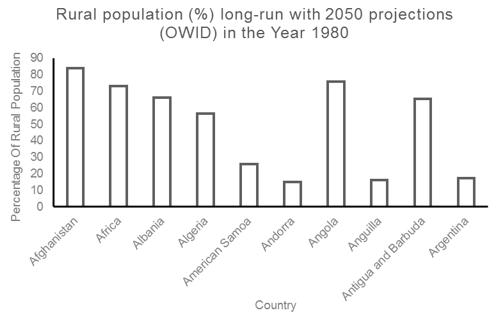 Rural population (%) long-run with 2050 projections
(OWID) in the Year 1980
Percentage Of Rural Population
90
80
70
60
50
40
30
20
10
0
Afghanistan
Africa
Albania
Algeria
American Samoa
Andorra
Angola
Anguilla
Antigua and Barbuda
Argentina
Country